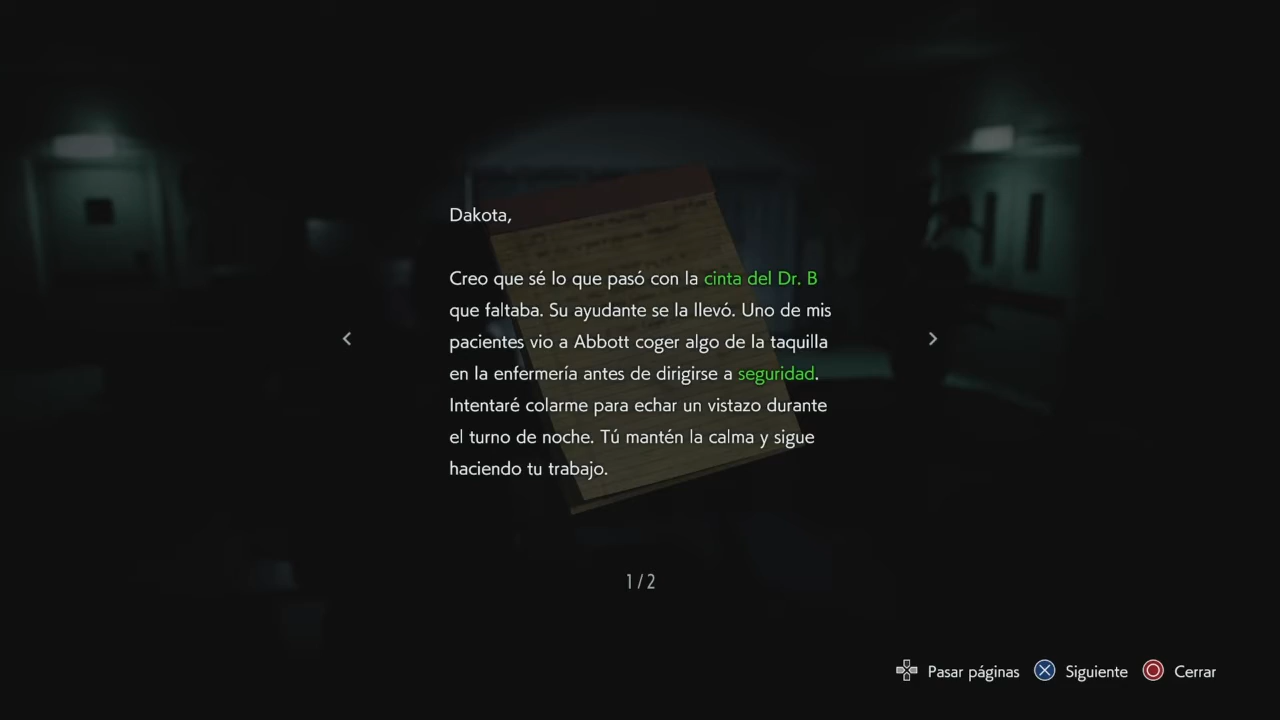 Dakota,
Creo que sé lo que pasó con la cinta del Dr. B
que faltaba. Su ayudante se la llevó. Uno de mis
pacientes vio a Abbott coger algo de la taquilla
en la enfermería antes de dirigirse a seguridad.
Intentaré colarme para echar un vistazo durante
el turno de noche. Tú mantén la calma y sigue
haciendo tu trabajo.
1 / 2
Pasar páginas Siguiente Cerrar